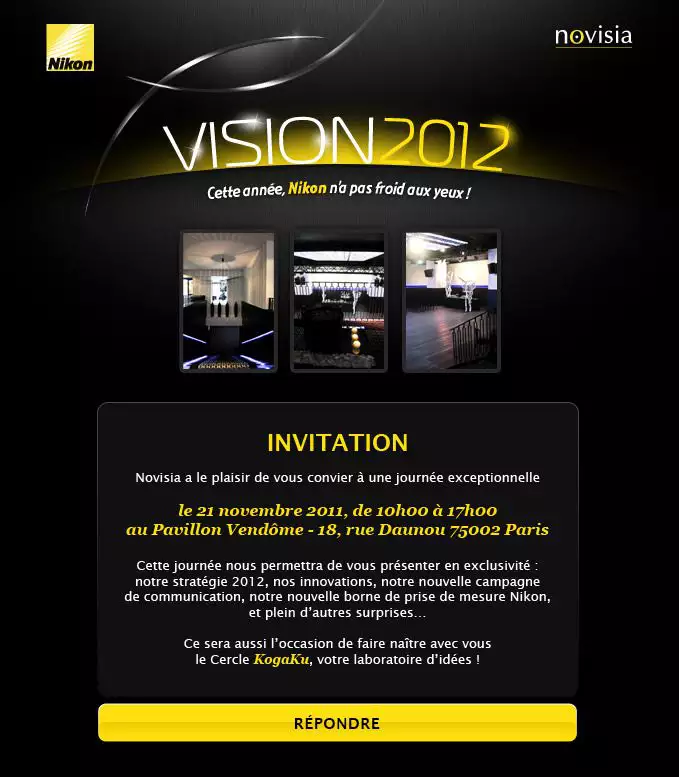 Nikon
novisia
VISION2012
Cette année, Nikon n'a pas froid aux yeux !
INVITATION
Novisia a le plaisir de vous convier à une journée exceptionnelle
le 21 novembre 2011, de 10h00 à 17h00
au Pavillon Vendôme - 18, rue Daunou 75002 Paris
Cette journée nous permettra de vous présenter en exclusivité :
notre stratégie 2012, nos innovations, notre nouvelle campagne
de communication, notre nouvelle borne de prise de mesure Nikon,
et plein d'autres surprises...
Ce sera aussi l'occasion de faire naître avec vous
le Cercle KogaKu, votre laboratoire d'idées !
RÉPONDRE